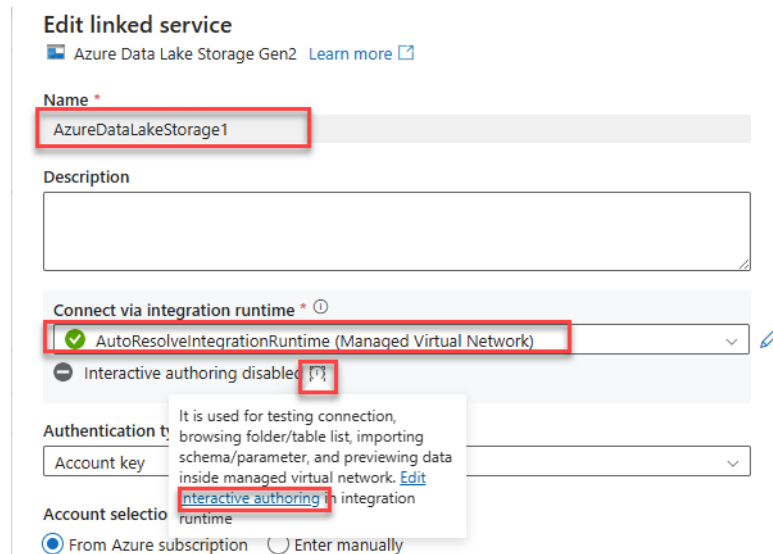 Edit linked service
Azure Data Lake Storage Gen2 Learn more
Name *
AzureDataLakeStorage1
Description
Connect via integration runtime *
AutoResolveIntegrationRuntime (Managed Virtual Network)
Interactive authoring disabled
It is used for testing connection,
browsing folder/table list, importing
schema/parameter, and previewing data
inside managed virtual network. Edit
interactive authoring in integration
runtime
Authentication ty
Account key
Account selectio
From Azure subscription Enter manually